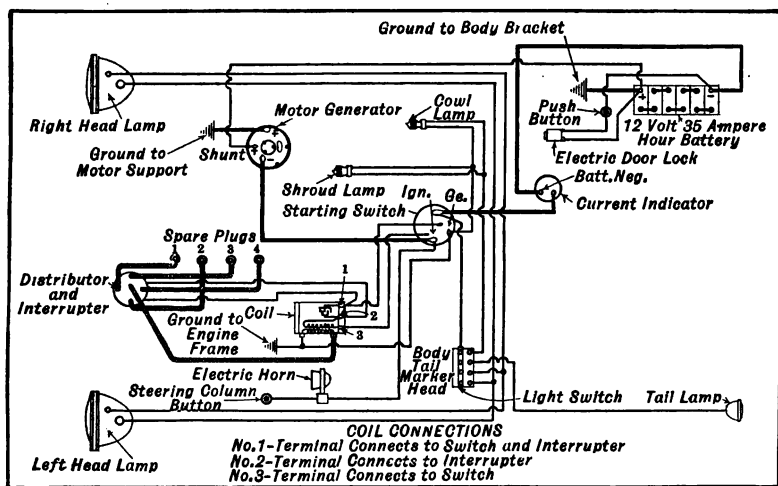 Ground to Body Bracket
Right Head Lamp
Motor Generator
Cowl
Lamp
Push
Button
12 Volt 35 Ampere
Hour Battery
Ground to
Motor Support
Shunt
Electric Door Lock
Batt. Neg.
Shroud Lamp
Ign.
Ge.
Starting Switch
Current Indicator
Spare Plugs
1 2 3 4
Distributor
and
Interrupter
Coil
1
2
3
Ground to
Engine
Frame
Electric Horn
Body
Tail
Marker
Head
Steering Column
Button
Light Switch
Tail Lamp
Left Head Lamp
COIL CONNECTIONS
No.1-Terminal Connects to Switch and Interrupter
No.2-Terminal Connects to Interrupter
No.3-Terminal Connects to Switch